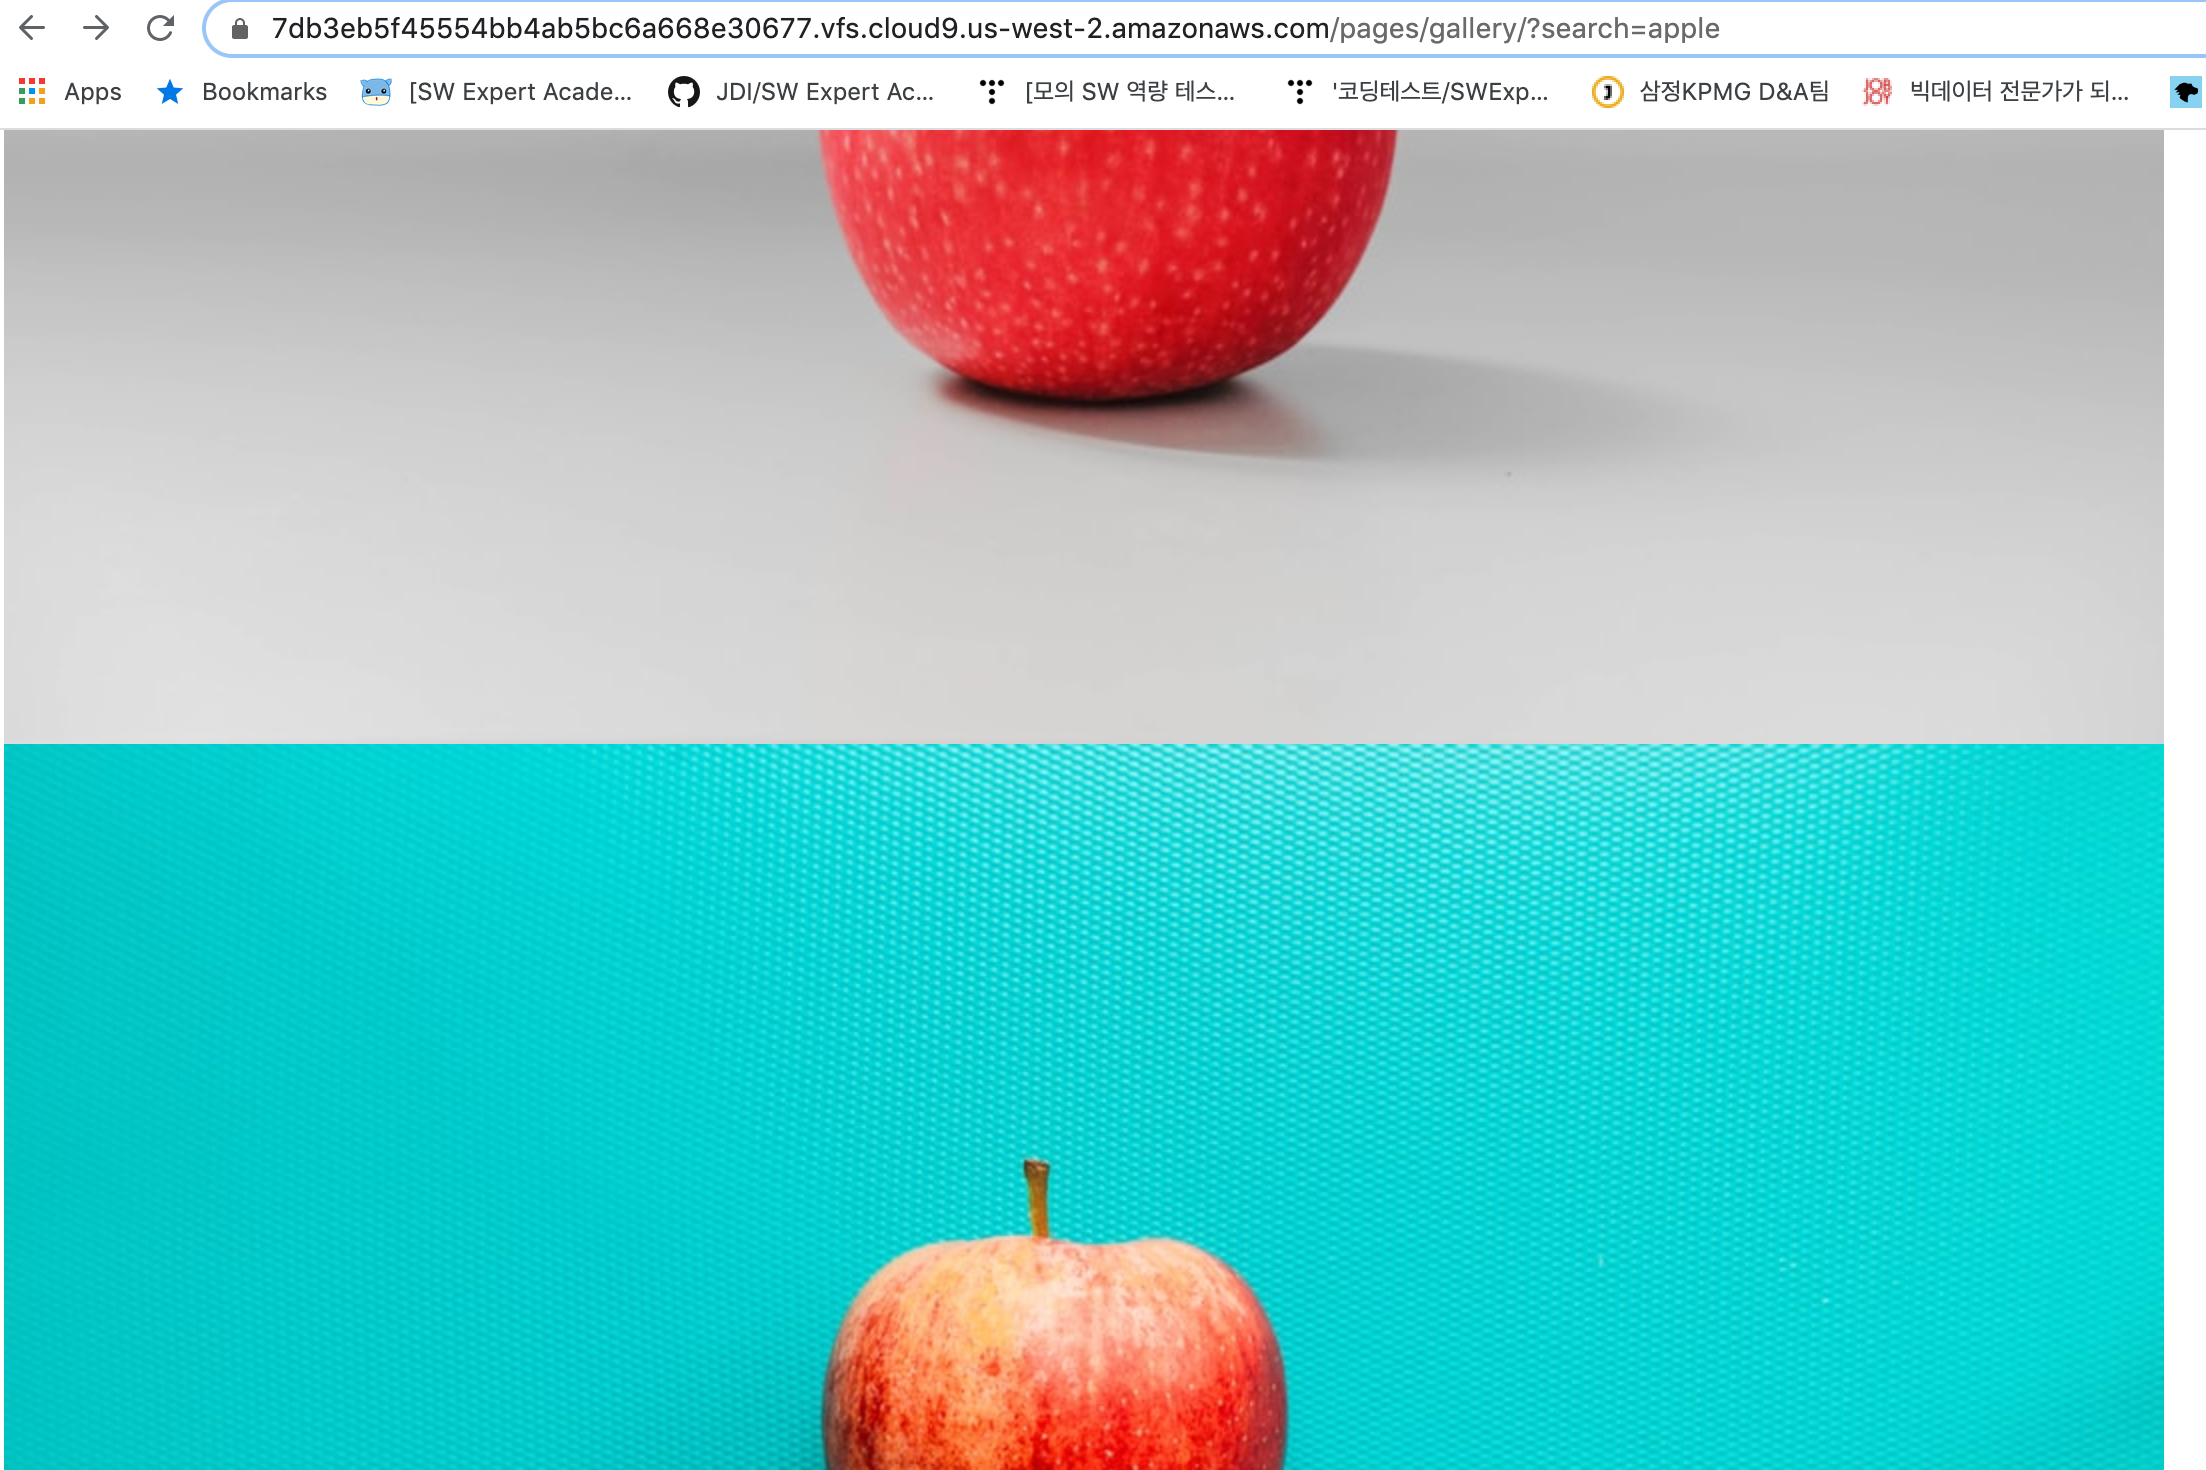 7db3eb5f45554bb4ab5bc6a668e30677.vfs.cloud9.us-west-2.amazonaws.com/pages/gallery/?search=apple
Apps Bookmarks [SW Expert Acade... JDI/SW Expert Ac... [모의 SW 역량 테스... '코딩테스트/SWExp... J 삼정KPMG D&A팀 JOB JOY 빅데이터 전문가가 되...